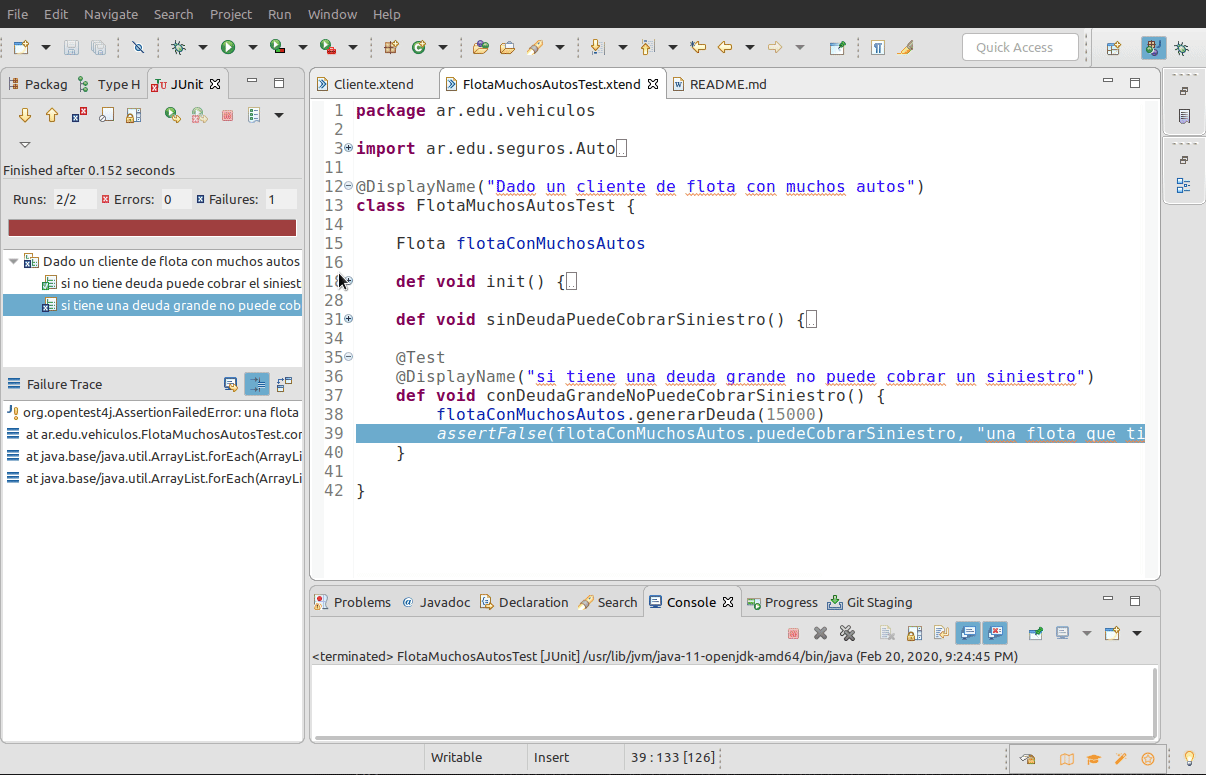 File Edit Navigate Search Project Run Window Help
Quick Access
Packag Type H JUnit
Cliente.xtend FlotaMuchosAutosTest.xtend README.md
Finished after 0.152 seconds
Runs: 2/2 Errors: 0 Failures: 1
Dado un cliente de flota con muchos autos
si no tiene deuda puede cobrar el siniest
si tiene una deuda grande no puede cob
Failure Trace
org.opentest4j.AssertionFailedError: una flota
at ar.edu.vehiculos.FlotaMuchosAutosTest.con
at java.base/java.util.ArrayList.forEach(ArrayLi
at java.base/java.util.ArrayList.forEach(ArrayLi
1 package ar.edu.vehiculos
2
3 import ar.edu.seguros.Auto
11
12 @DisplayName("Dado un cliente de flota con muchos autos")
13 class FlotaMuchosAutosTest {
14
15 Flota flotaConMuchosAutos
16
18 def void init() {
28
31 def void sinDeudaPuedeCobrarSiniestro() {
34
35 @Test
36 @DisplayName("si tiene una deuda grande no puede cobrar un siniestro")
37 def void conDeudaGrandeNoPuedeCobrarSiniestro() {
38 flotaConMuchosAutos.generarDeuda(15000)
39 assertFalse(flotaConMuchosAutos.puedeCobrarSiniestro, "una flota que ti
40 }
41
42 }
Problems @ Javadoc Declaration Search Console Progress Git Staging
<terminated> FlotaMuchosAutosTest [JUnit] /usr/lib/jvm/java-11-openjdk-amd64/bin/java (Feb 20, 2020, 9:24:45 PM)
Writable Insert 39 : 133 [126]